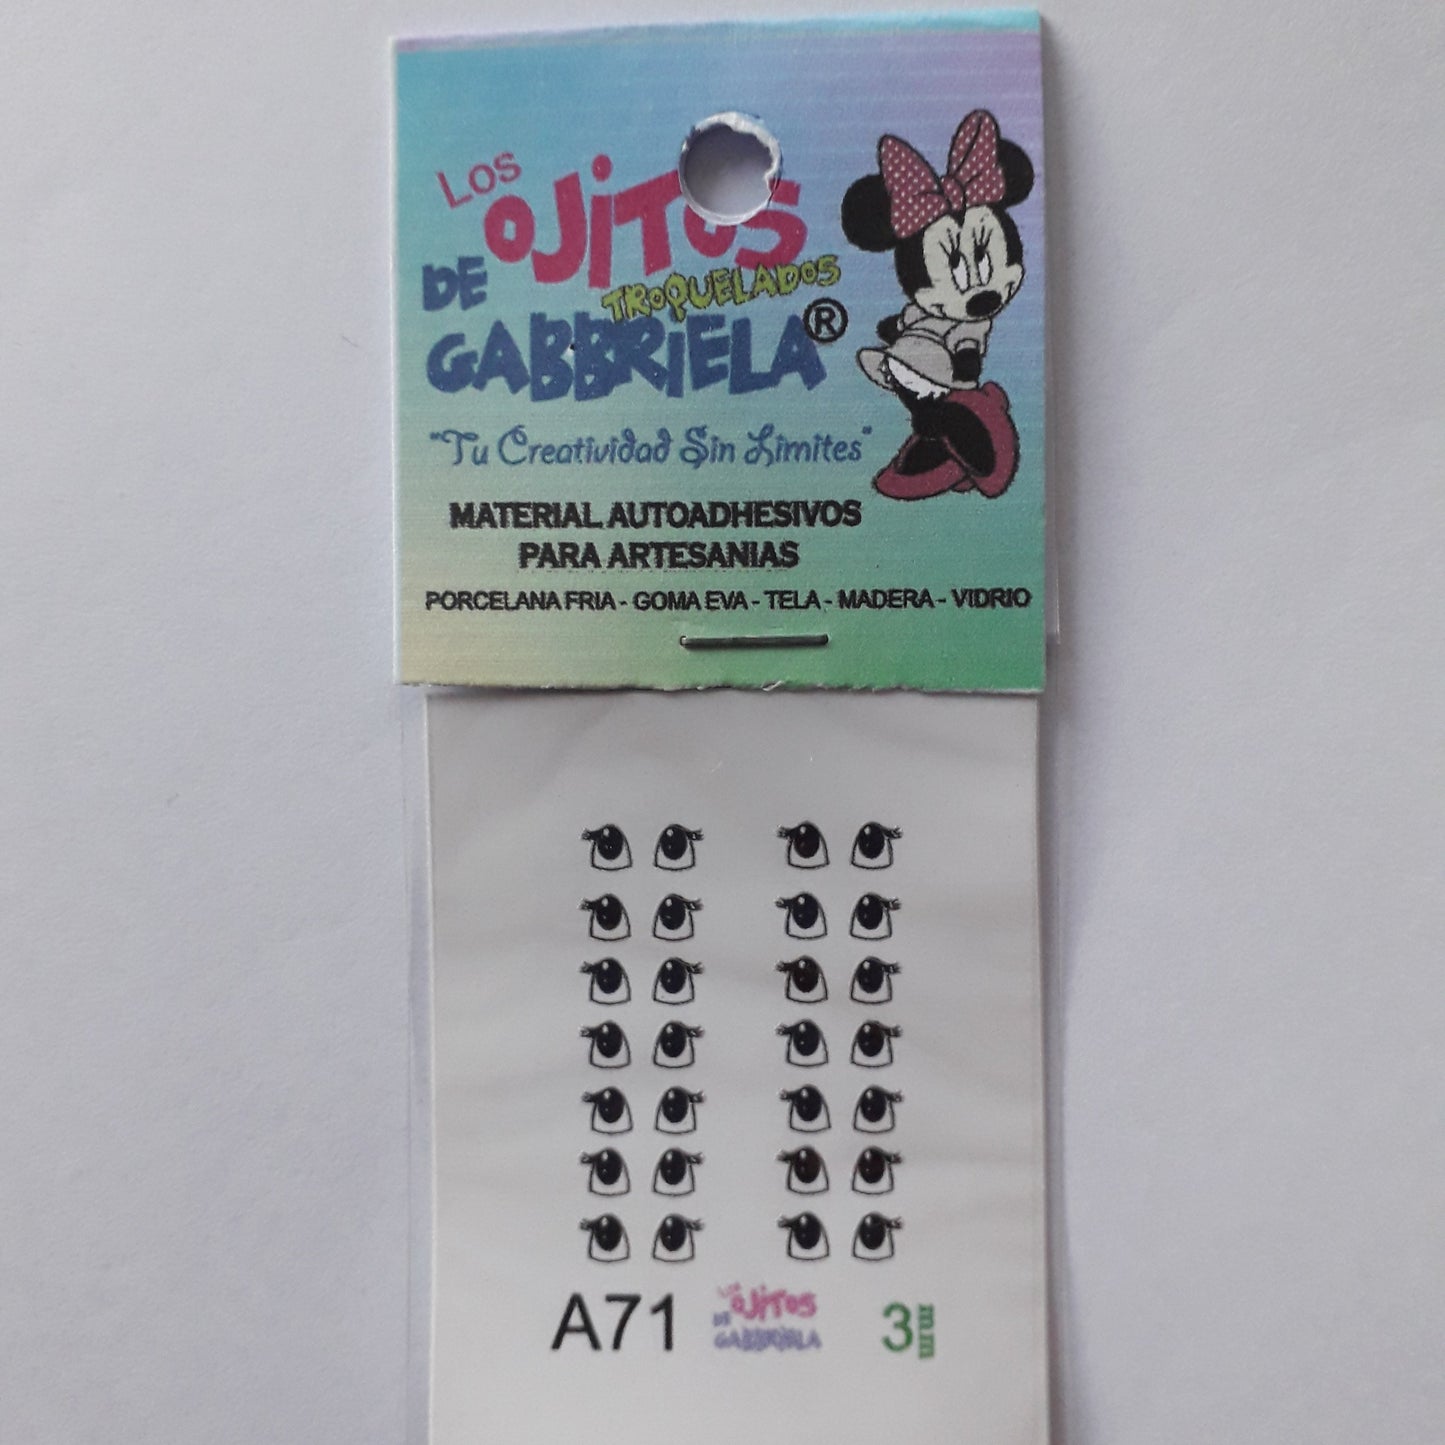 LOS
OJITOS
DE
TROQUELADOS
GABBRIELA®
"Tu Creatividad Sin Límites"
MATERIAL AUTOADHESIVOS
PARA ARTESANIAS
PORCELANA FRIA - GOMA EVA - TELA - MADERA - VIDRIO
A71
LOS
OJITOS
DE
GABBRIELA
3mm